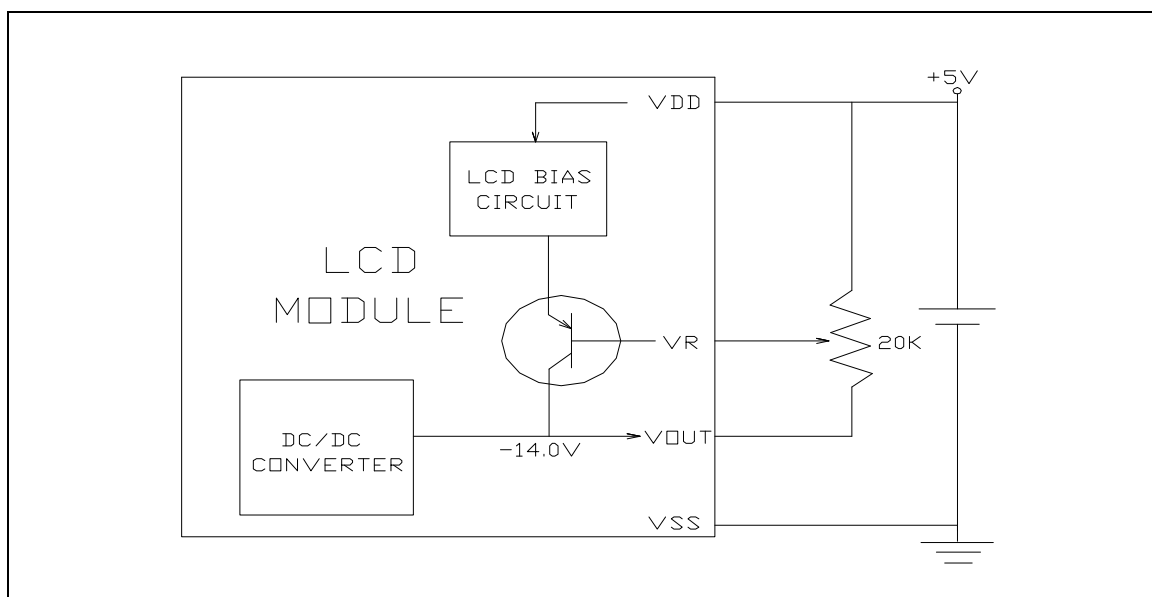 +5V
VDD
LCD BIAS
CIRCUIT
LCD
MODULE
VR
20K
DC/DC
CONVERTER
-14.0V
VOUT
VSS